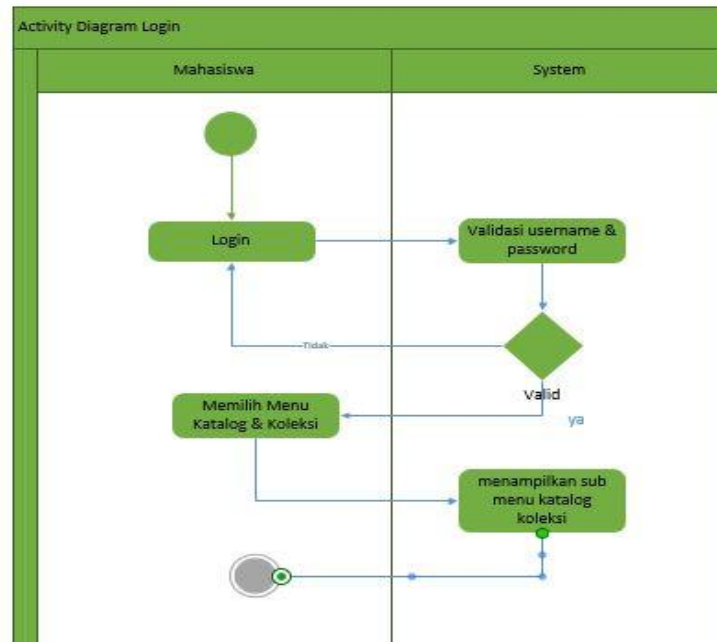 Activity Diagram Login
Mahasiswa
System
Login
Validasi username &
password
Tidak
Valid
ya
Memilih Menu
Katalog & Koleksi
menampilkan sub
menu katalog
koleksi